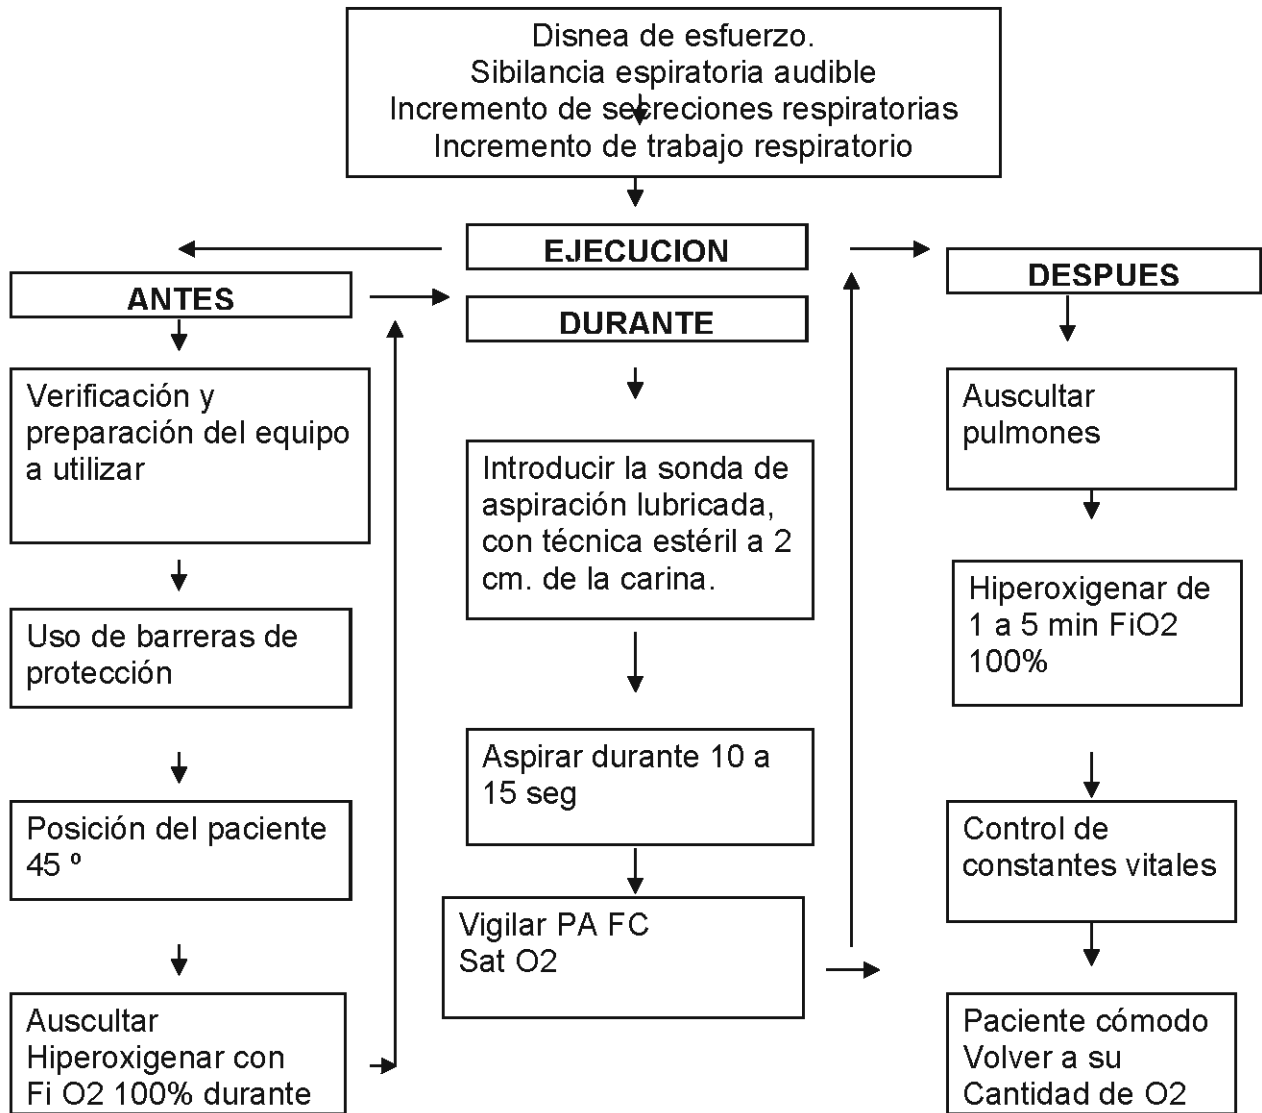 Disnea de esfuerzo.
Sibilancia espiratoria audible
Incremento de secreciones respiratorias
Incremento de trabajo respiratorio
EJECUCION
ANTES
Verificación y
preparación del equipo
a utilizar
Uso de barreras de
protección
Posición del paciente
45 º
Auscultar
Hiperoxigenar con
Fi O2 100% durante
DURANTE
Introducir la sonda de
aspiración lubricada,
con técnica estéril a 2
cm. de la carina.
Aspirar durante 10 a
15 seg
Vigilar PA FC
Sat O2
DESPUES
Auscultar
pulmones
Hiperoxigenar de
1 a 5 min FiO2
100%
Control de
constantes vitales
Paciente cómodo
Volver a su
Cantidad de O2